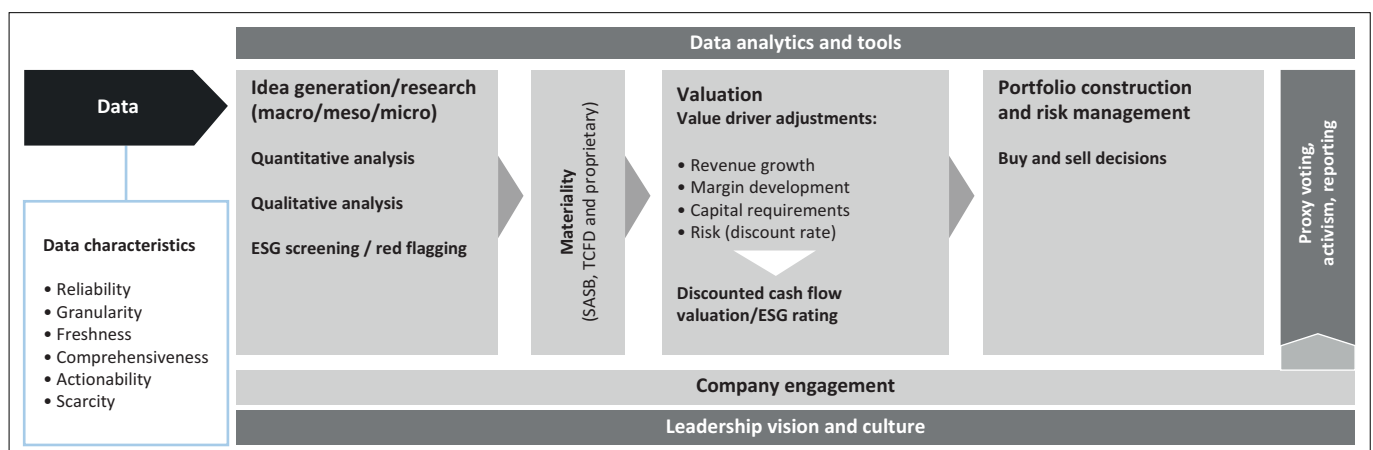 Data analytics and tools
Data
Data characteristics
• Reliability
• Granularity
• Freshness
• Comprehensiveness
• Actionability
• Scarcity
Idea generation/research
(macro/meso/micro)
Quantitative analysis
Qualitative analysis
ESG screening / red flagging
Materiality
(SASB, TCFD and proprietary)
Valuation
Value driver adjustments:
• Revenue growth
• Margin development
• Capital requirements
• Risk (discount rate)
Discounted cash flow
valuation/ESG rating
Portfolio construction
and risk management
Buy and sell decisions
Proxy voting,
activism, reporting
Company engagement
Leadership vision and culture